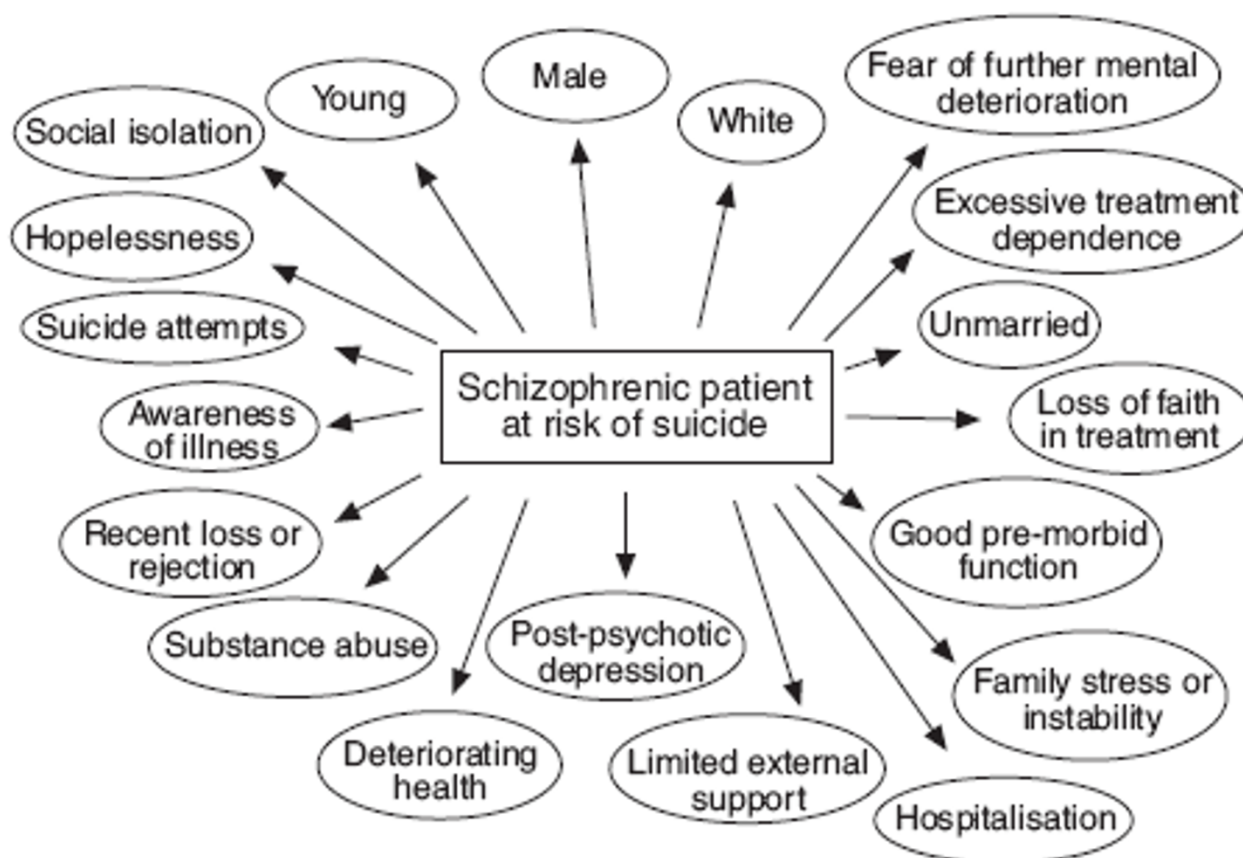 Male
Young
White
Fear of further mental
deterioration
Social isolation
Excessive treatment
dependence
Hopelessness
Suicide attempts
Unmarried
Schizophrenic patient
at risk of suicide
Awareness
of illness
Loss of faith
in treatment
Recent loss or
rejection
Good pre-morbid
function
Substance abuse
Post-psychotic
depression
Family stress or
instability
Deteriorating
health
Limited external
support
Hospitalisation